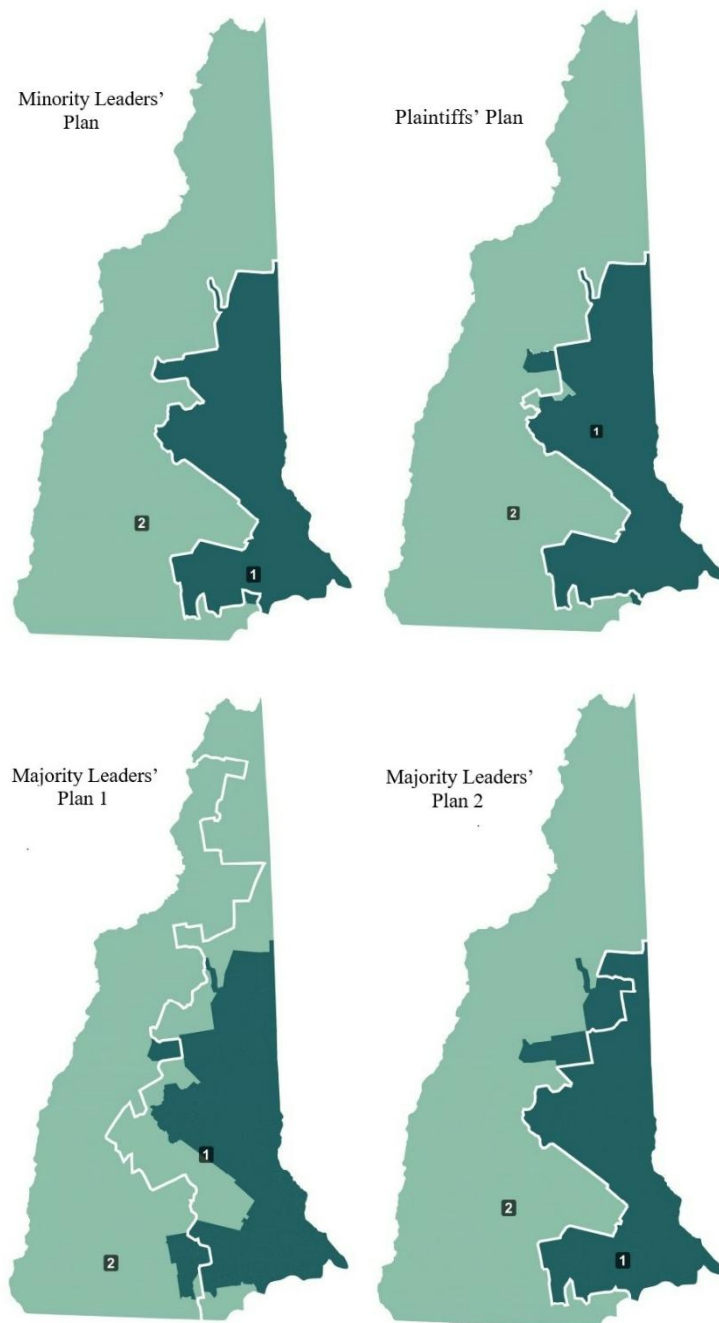 Minority Leaders’
Plan
Plaintiffs’ Plan
2
1
1
2
Majority Leaders’
Plan 1
Majority Leaders’
Plan 2
1
2
2
1